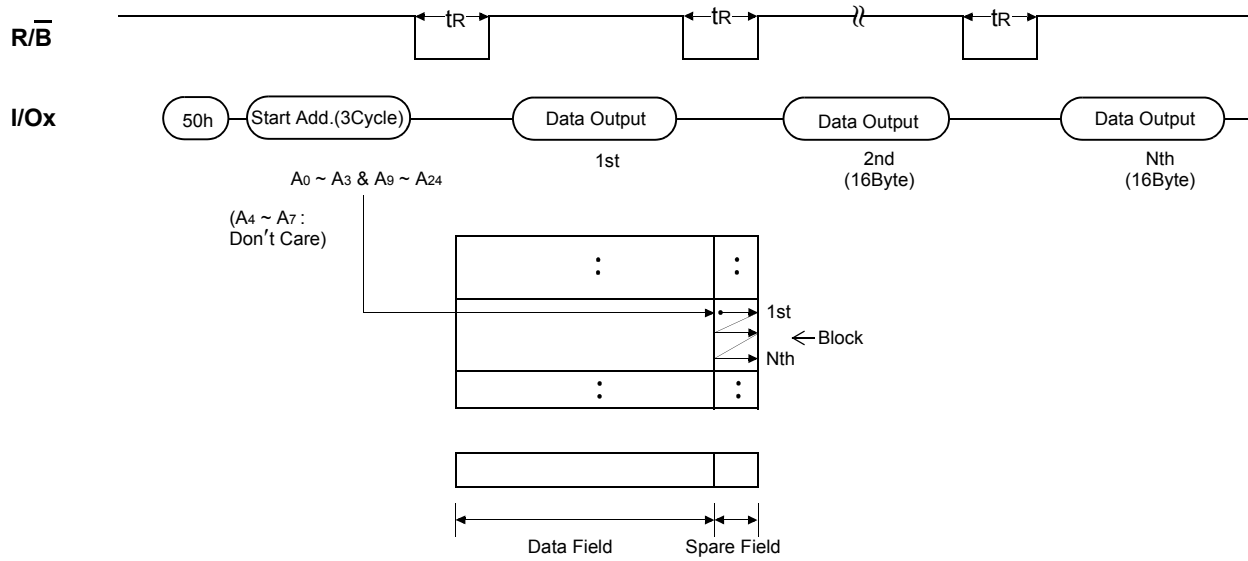 R/B tR tR tR
I/Ox 50h Start Add.(3Cycle) Data Output Data Output Data Output
1st 2nd Nth
(16Byte) (16Byte)
A0 ~ A3 & A9 ~ A24
(A4 ~ A7 :
Don't Care)
1st
Block
Nth
Data Field Spare Field